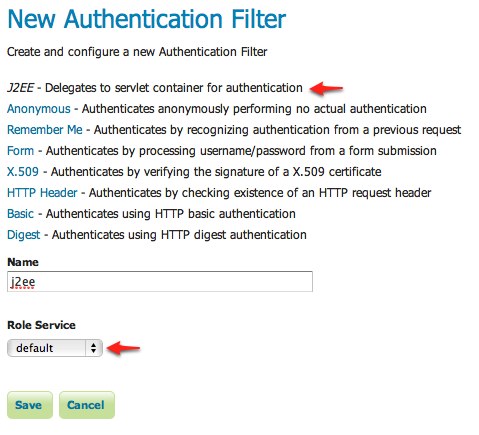 New Authentication Filter
Create and configure a new Authentication Filter
J2EE - Delegates to servlet container for authentication
Anonymous - Authenticates anonymously performing no actual authentication
Remember Me - Authenticates by recognizing authentication from a previous request
Form - Authenticates by processing username/password from a form submission
X.509 - Authenticates by verifying the signature of a X.509 certificate
HTTP Header - Authenticates by checking existence of an HTTP request header
Basic - Authenticates using HTTP basic authentication
Digest - Authenticates using HTTP digest authentication
Name
j2ee
Role Service
default
Save Cancel